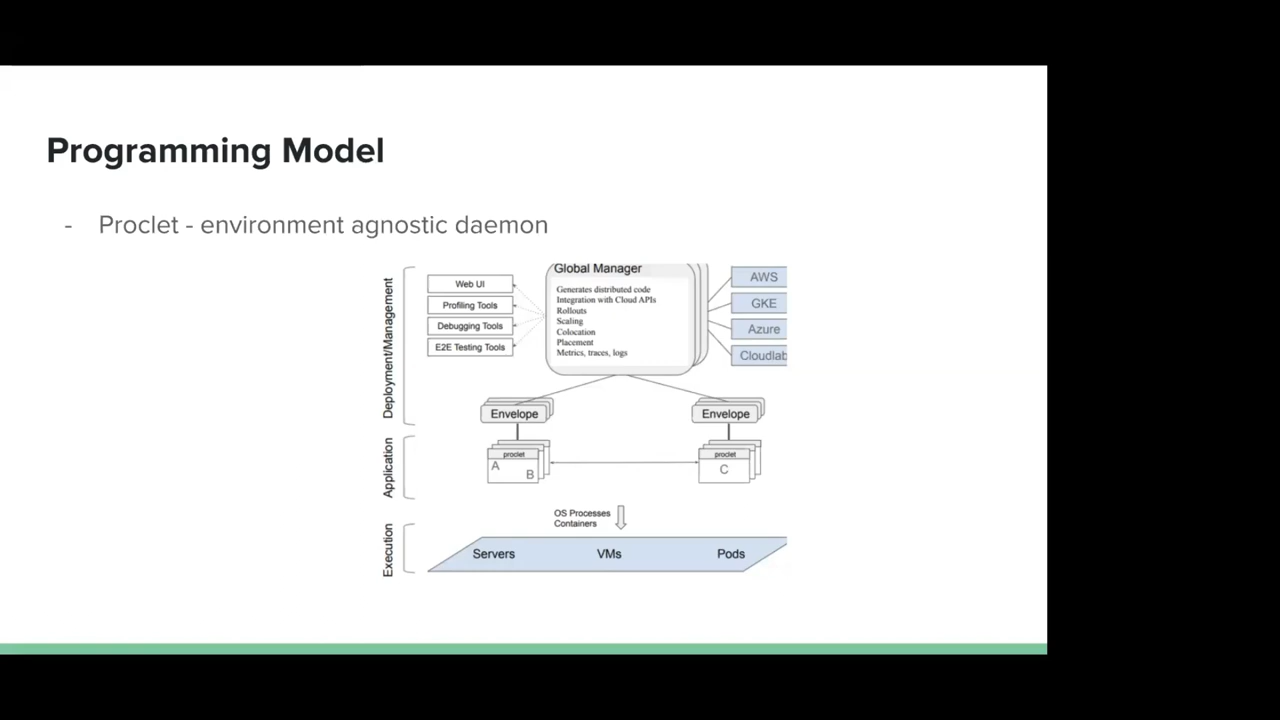 Programming Model
- Proclet - environment agnostic daemon
Deployment/Management
Web UI
Profiling Tools
Debugging Tools
E2E Testing Tools
Global Manager
Generates distributed code
Integration with Cloud APIs
Rollouts
Scaling
Colocation
Placement
Metrics, traces, logs
AWS
GKE
Azure
Cloudlab
Envelope
Envelope
Application
proclet
A
B
proclet
C
OS Processes
Containers
Execution
Servers
VMs
Pods